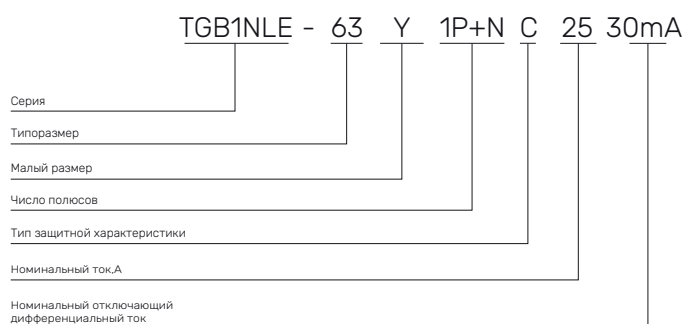 TGB1NLE - 63 Y 1P+N C 25 30mA
Серия
Типоразмер
Малый размер
Число полюсов
Тип защитной характеристики
Номинальный ток,А
Номинальный отключающий
дифференциальный ток